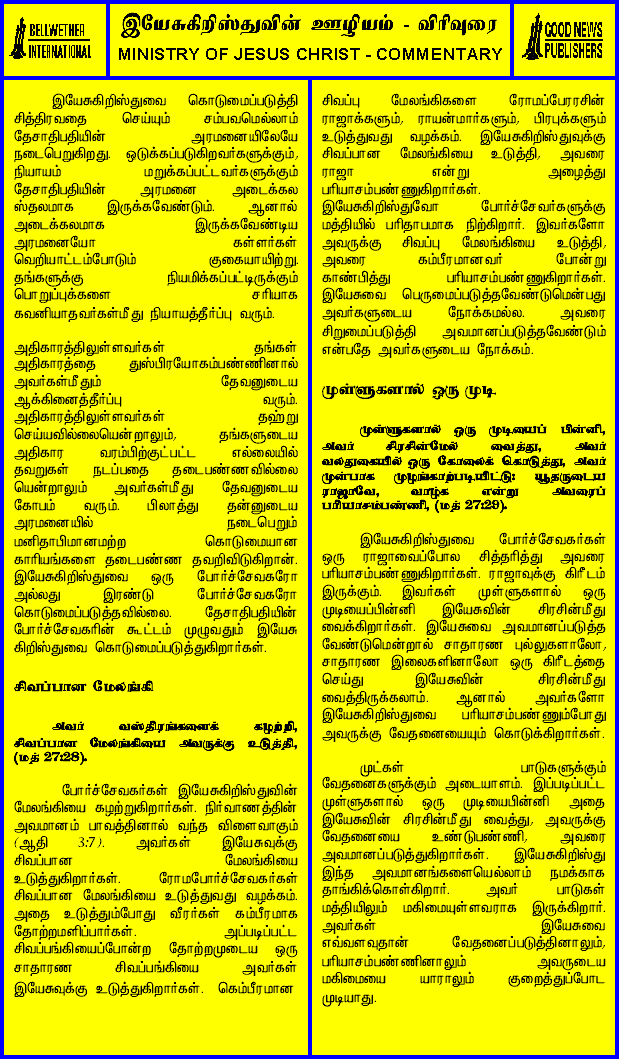 BELLWETHER
INTERNATIONAL
இயேசுகிறிஸ்துவின் ஊழியம் - விரிவுரை
MINISTRY OF JESUS CHRIST - COMMENTARY
GOOD NEWS
PUBLISHERS
இயேசுகிறிஸ்துவை கொடுமைப்படுத்தி
சித்திரவதை செய்யும் சம்பவமெல்லாம்
தேசாதிபதியின் அரமனையிலேயே
நடைபெறுகிறது. ஒடுக்கப்படுகிறவர்களுக்கும்,
நியாயம் மறுக்கப்பட்டவர்களுக்கும்
தேசாதிபதியின் அரமனை அடைக்கல
ஸ்தலமாக இருக்கவேண்டும். ஆனால்
அடைக்கலமாக இருக்கவேண்டிய
அரமனையோ கள்ளர்கள்
வெறியாட்டம்போடும் குகையாயிற்று.
தங்களுக்கு நியமிக்கப்பட்டிருக்கும்
பொறுப்புக்களை சரியாக
கவனியாதவர்கள்மீது நியாயத்தீர்ப்பு வரும்.
அதிகாரத்திலுள்ளவர்கள் தங்கள்
அதிகாரத்தை துஸ்பிரயோகம்பண்ணினால்
அவர்கள்மீதும் தேவனுடைய
ஆக்கினைத்தீர்ப்பு வரும்.
அதிகாரத்திலுள்ளவர்கள் தஹ்று
செய்யவில்லையென்றாலும், தங்களுடைய
அதிகார வரம்பிற்குட்பட்ட எல்லையில்
தவறுகள் நடப்பதை தடைபண்ணவில்லை
யென்றாலும் அவர்கள்மீது தேவனுடைய
கோபம் வரும். பிலாத்து தன்னுடைய
அரமனையில் நடைபெறும்
மனிதாபிமானமற்ற கொடுமையான
காரியங்களை தடைபண்ண தவறிவிடுகிறான்.
இயேசுகிறிஸ்துவை ஒரு போர்ச்சேவகரோ
அல்லது இரண்டு போர்ச்சேவகரோ
கொடுமைப்படுத்தவில்லை. தேசாதிபதியின்
போர்ச்சேவகரின் கூட்டம் முழுவதும் இயேசு
கிறிஸ்துவை கொடுமைப்படுத்துகிறார்கள்.
சிவப்பான மேலங்கி
அவர் வஸ்திரங்களைக் கழற்றி,
சிவப்பான மேலங்கியை அவருக்கு உடுத்தி,
(மத் 27:28).
போர்ச்சேவகர்கள் இயேசுகிறிஸ்துவின்
மேலங்கியை கழற்றுகிறார்கள். நிர்வாணத்தின்
அவமானம் பாவத்தினால் வந்த விளைவாகும்
(ஆதி 3:7). அவர்கள் இயேசுவுக்கு
சிவப்பான மேலங்கியை
உடுத்துகிறார்கள். ரோமபோர்ச்சேவகர்கள்
சிவப்பான மேலங்கியை உடுத்துவது வழக்கம்.
அதை உடுத்தும்போது வீரர்கள் கம்பீரமாக
தோற்றமளிப்பார்கள். அப்படிப்பட்ட
சிவப்பங்கியைப்போன்ற தோற்றமுடைய ஒரு
சாதாரண சிவப்பங்கியை அவர்கள்
இயேசுவுக்கு உடுத்துகிறார்கள். கெம்பீரமான
சிவப்பு மேலங்கிகளை ரோமப்பேரரசின்
ராஜாக்களும், ராயன்மார்களும், பிரபுக்களும்
உடுத்துவது வழக்கம். இயேசுகிறிஸ்துவுக்கு
சிவப்பான மேலங்கியை உடுத்தி, அவரை
ராஜா என்று அழைத்து
பரியாசம்பண்ணுகிறார்கள்.
இயேசுகிறிஸ்துவோ போர்ச்சேவர்களுக்கு
மத்தியில் பரிதாபமாக நிற்கிறார். இவர்களோ
அவருக்கு சிவப்பு மேலங்கியை உடுத்தி,
அவரை கம்பீரமானவர் போன்று
காண்பித்து பரியாசம்பண்ணுகிறார்கள்.
இயேசுவை பெருமைப்படுத்தவேண்டுமென்பது
அவர்களுடைய நோக்கமல்ல. அவரை
சிறுமைப்படுத்தி அவமானப்படுத்தவேண்டும்
என்பதே அவர்களுடைய நோக்கம்.
முள்ளுகளால் ஒரு முடி
முள்ளுகளால் ஒரு முடியைப் பின்னி,
அவர் சிரசின்மேல் வைத்து, அவர்
வலதுகையில் ஒரு கோலைக் கொடுத்து, அவர்
முன்பாக முழங்காற்படியிட்டு: யூதருடைய
ராஜாவே, வாழ்க என்று அவரைப்
பரியாசம்பண்ணி, (மத் 27:29).
இயேசுகிறிஸ்துவை போர்ச்சேவர்கள்
ஒரு ராஜாவைப்போல சித்தரித்து அவரை
பரியாசம்பண்ணுகிறார்கள். ராஜாவுக்கு கிரீடம்
இருக்கும். இவர்கள் முள்ளுகளால் ஒரு
முடியைப்பின்னி இயேசுவின் சிரசின்மீது
வைக்கிறார்கள். இயேசுவை அவமானப்படுத்த
வேண்டுமென்றால் சாதாரண புல்லுகளாலோ,
சாதாரண இலைகளினாலோ ஒரு கிரீடத்தை
செய்து இயேசுவின் சிரசின்மீது
வைத்திருக்கலாம். ஆனால் அவர்களோ
இயேசுகிறிஸ்துவை பரியாசம்பண்ணும்போது
அவருக்கு வேதனையையும் கொடுக்கிறார்கள்.
முட்கள் பாடுகளுக்கும்
வேதனைகளுக்கும் அடையாளம். இப்படிப்பட்ட
முள்ளுகளால் ஒரு முடியைபின்னி அதை
இயேசுவின் சிரசின்மீது வைத்து, அவருக்கு
வேதனையை உண்டுபண்ணி, அவரை
அவமானப்படுத்துகிறார்கள். இயேசுகிறிஸ்து
இந்த அவமானங்களையெல்லாம் நமக்காக
தாங்கிக்கொள்கிறார். அவர் பாடுகள்
மத்தியிலும் மகிமையுள்ளவராக இருக்கிறார்.
அவர்கள் இயேசுவை
எவ்வளவுதான் வேதனைப்படுத்தினாலும்,
பரியாசம்பண்ணினாலும் அவருடைய
மகிமையை யாராலும் குறைத்துப்போட
முடியாது.